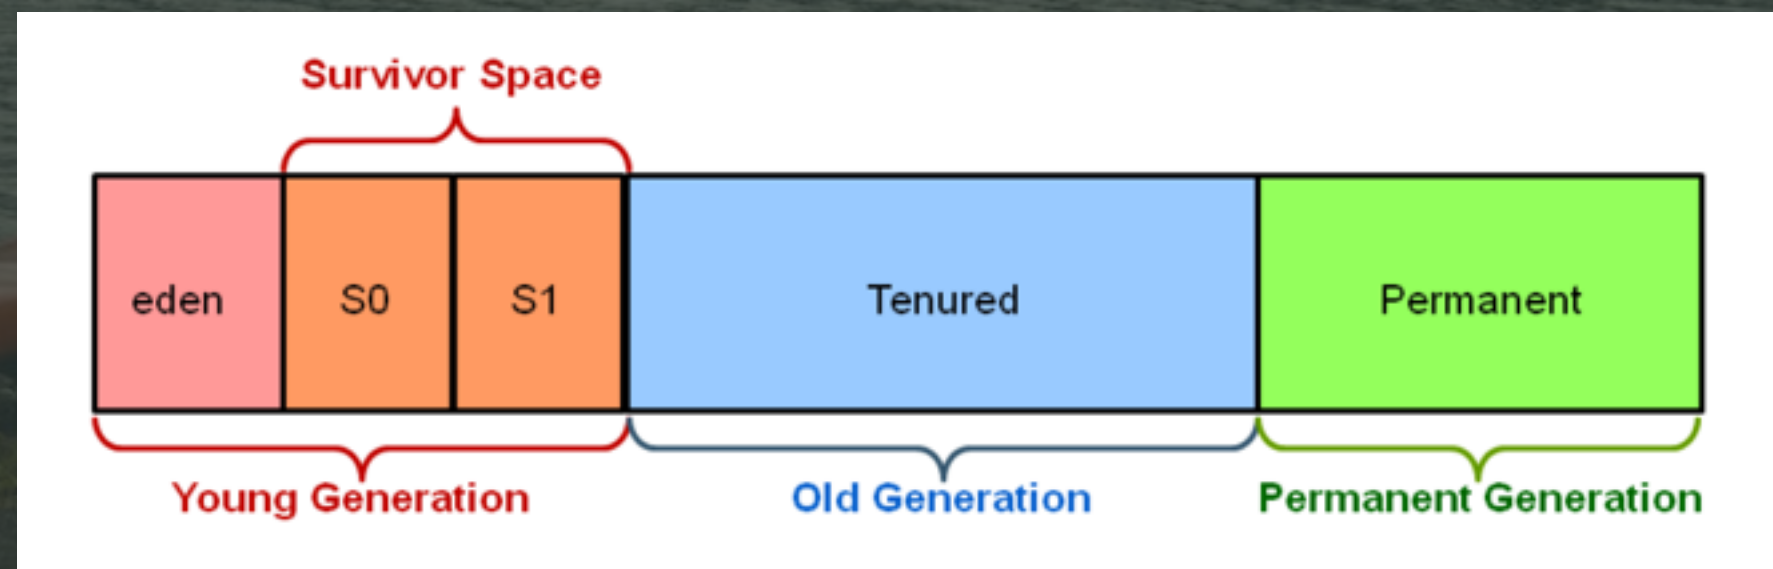 Survivor Space
eden
S0
S1
Tenured
Permanent
Young Generation
Old Generation
Permanent Generation